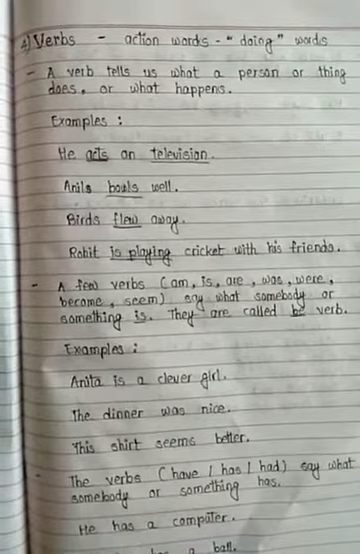 4) Verbs - action words - "doing" words
- A verb tells us what a person or thing
does, or what happens.
Examples :
He acts on television.
Anila bowls well.
Birds flew away.
Rohit is playing cricket with his friends.
- A few verbs (am, is, are, was, were,
become, seem) say what somebody or
something is. They are called be verb.
Examples :
Anita is a clever girl.
The dinner was nice.
This shirt seems better.
- The verbs (have / has / had) say what
somebody or something has.
He has a computer.
has a ball.